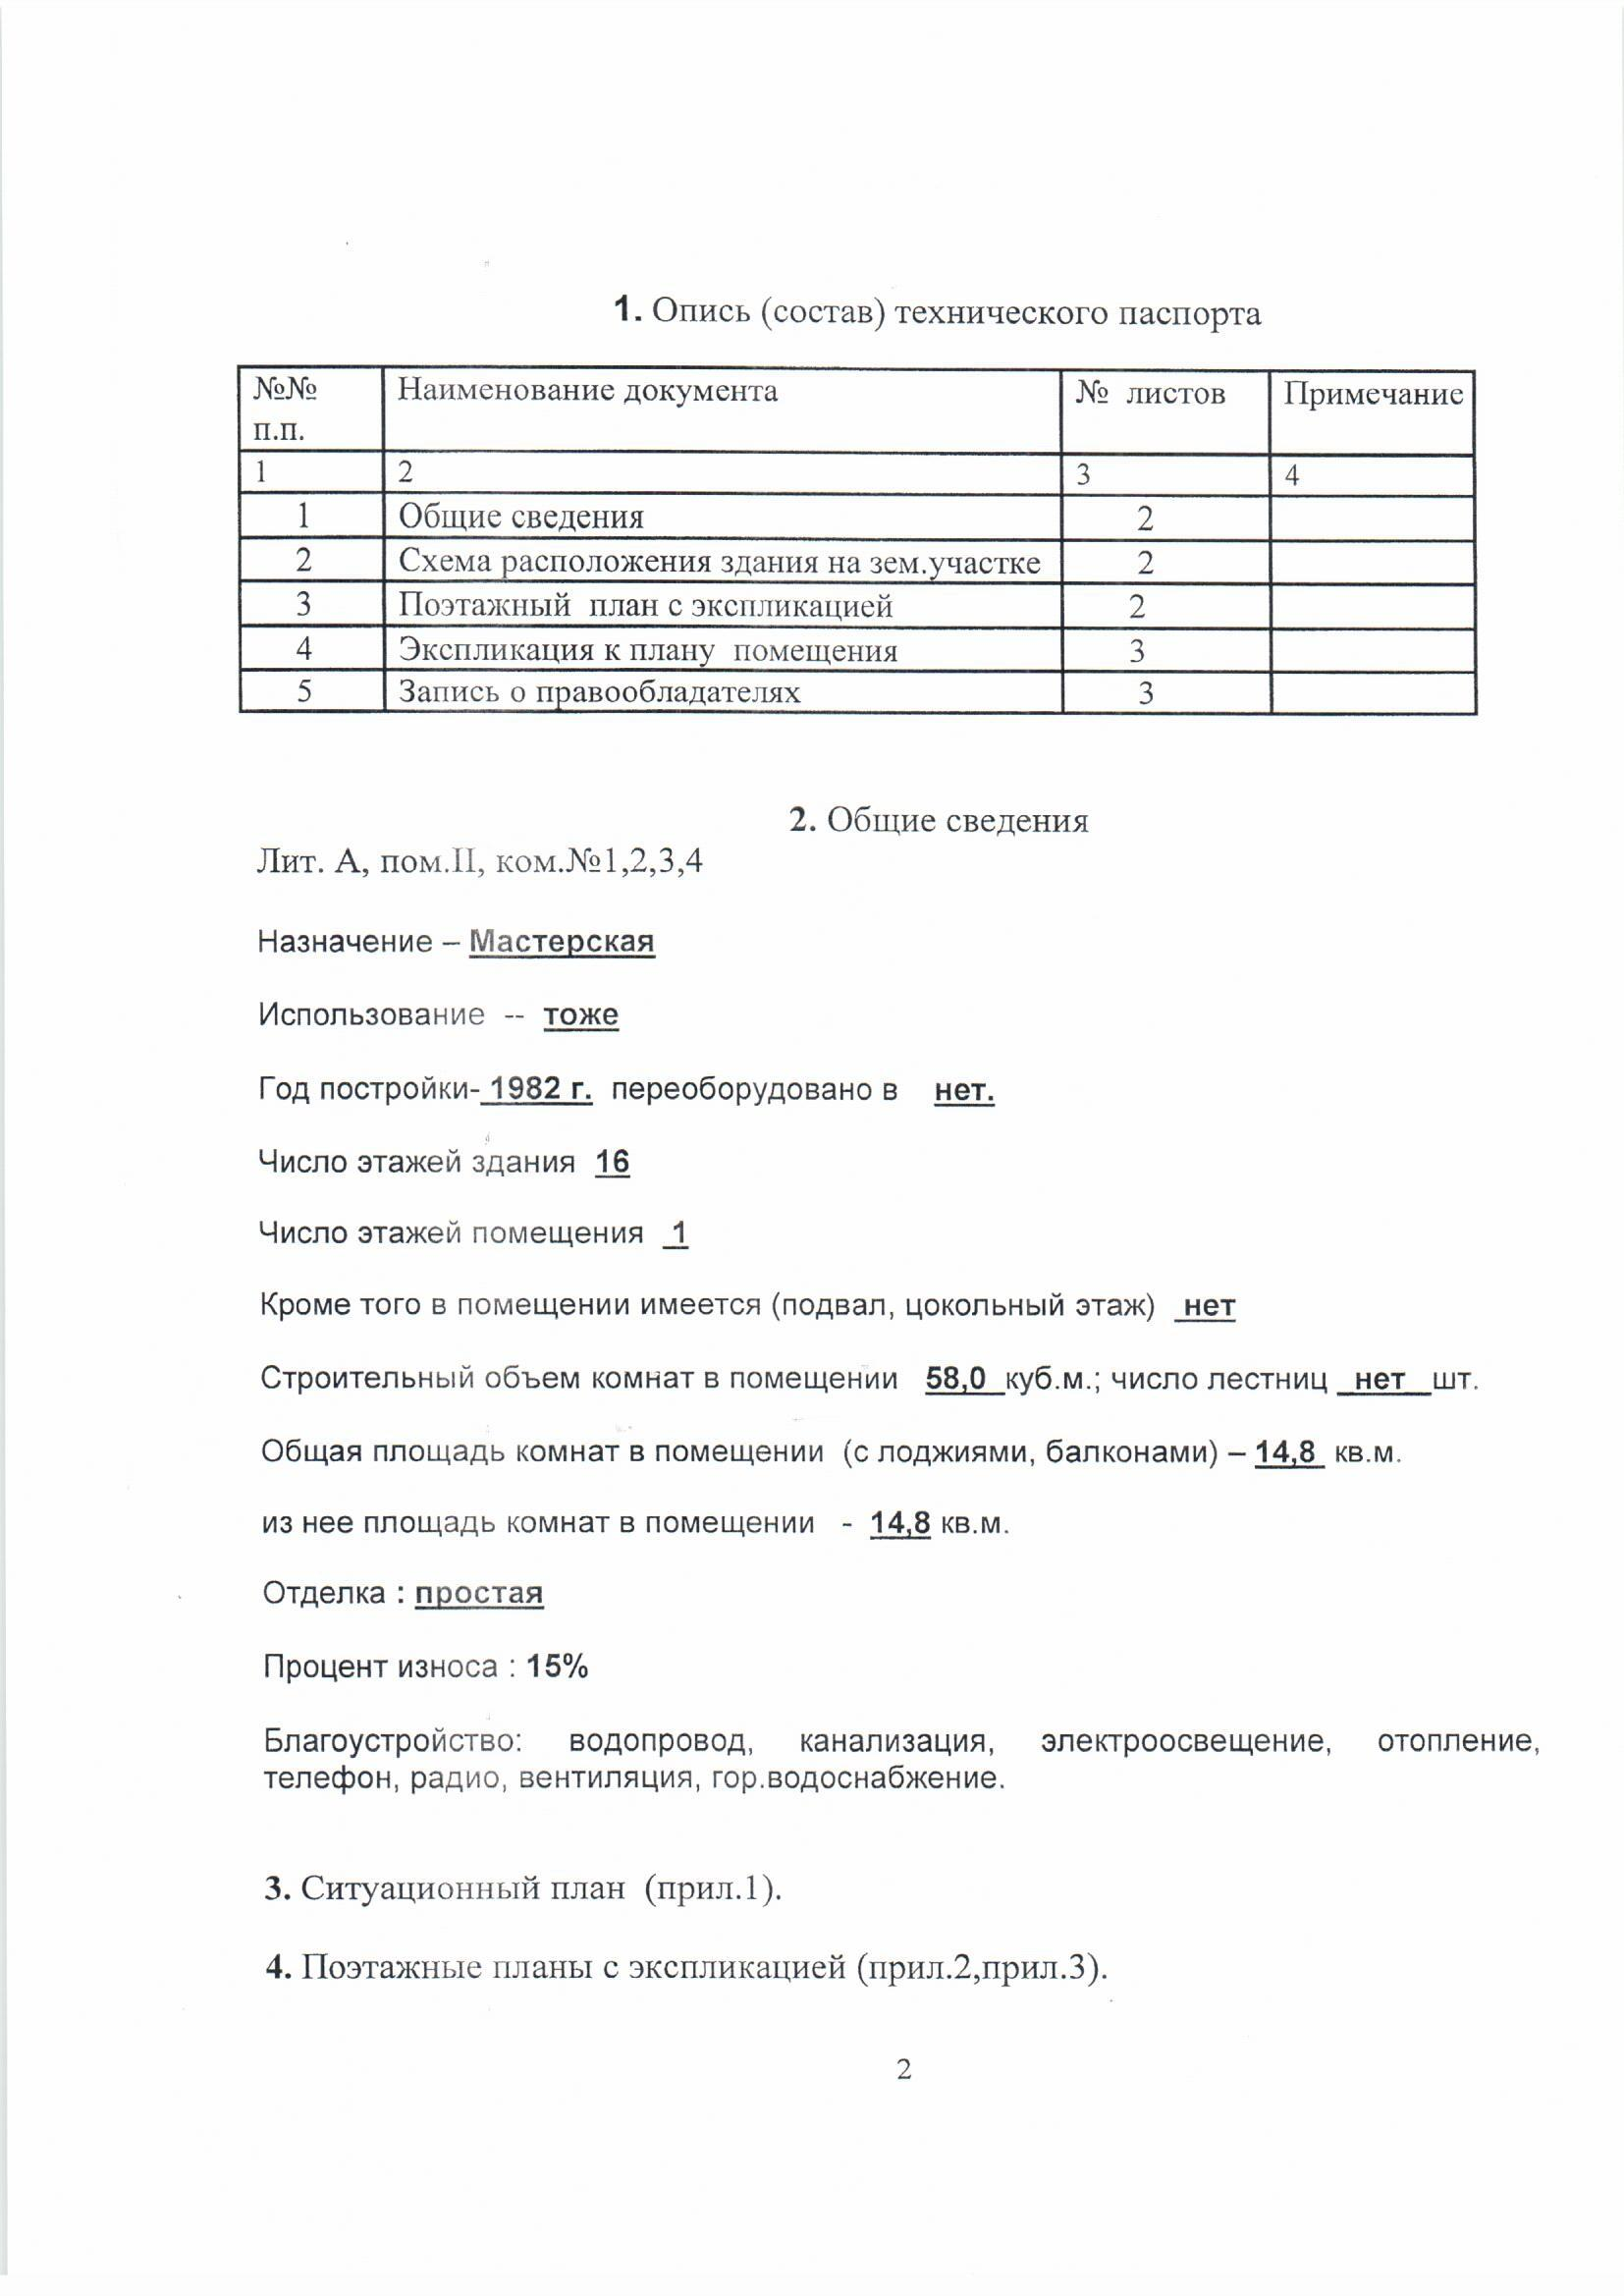 1. Опись (состав) технического паспорта
№№ п.п. Наименование документа № листов Примечание
1 2 3 4
1 Общие сведения 2
2 Схема расположения здания на зем.участке 2
3 Поэтажный план с экспликацией 2
4 Экспликация к плану помещения 3
5 Запись о правообладателях 3
2. Общие сведения
Лит. А, пом.II, ком.№1,2,3,4
Назначение – Мастерская
Использование -- тоже
Год постройки- 1982 г. переоборудовано в нет.
Число этажей здания 16
Число этажей помещения 1
Кроме того в помещении имеется (подвал, цокольный этаж) нет
Строительный объем комнат в помещении 58,0 куб.м.; число лестниц нет шт.
Общая площадь комнат в помещении (с лоджиями, балконами) – 14,8 кв.м.
из нее площадь комнат в помещении - 14,8 кв.м.
Отделка : простая
Процент износа : 15%
Благоустройство: водопровод, канализация, электроосвещение, отопление,
телефон, радио, вентиляция, гор.водоснабжение.
3. Ситуационный план (прил.1).
4. Поэтажные планы с экспликацией (прил.2,прил.3).
2